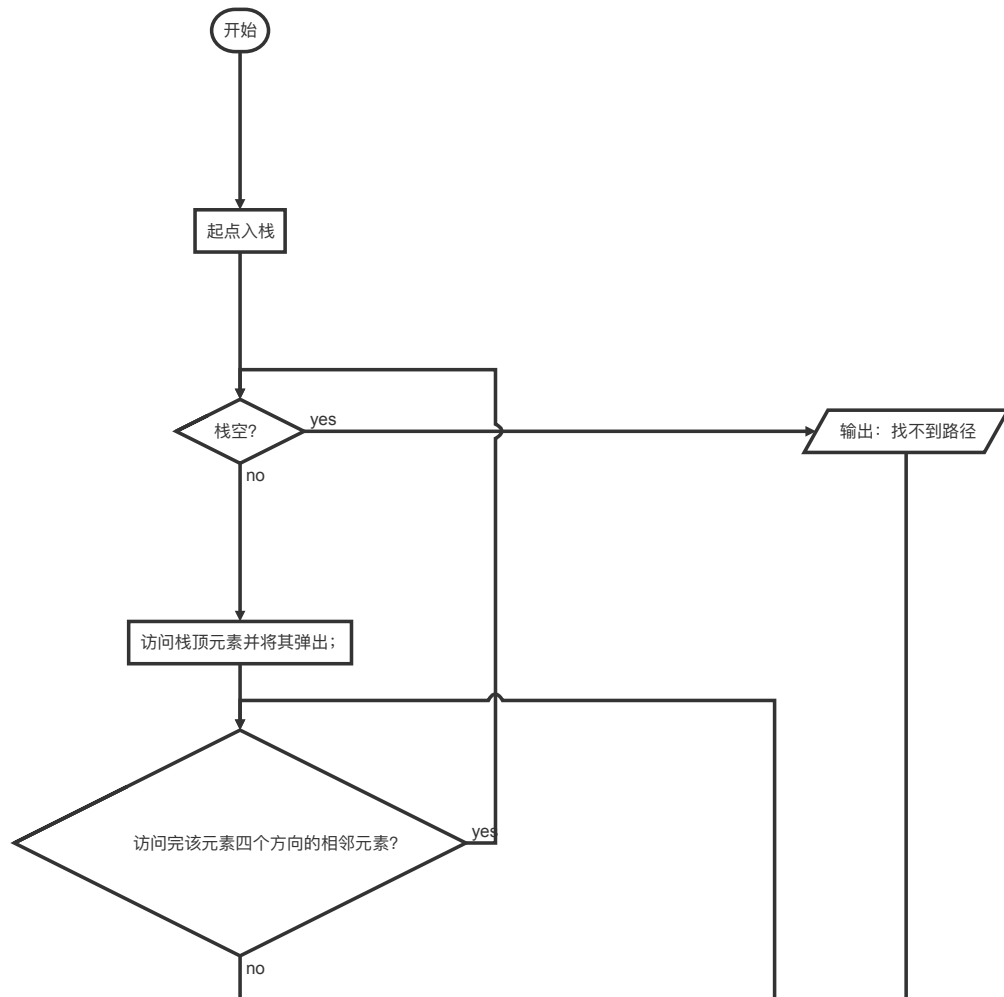 开始
起点入栈
栈空?
yes
输出：找不到路径
no
访问栈顶元素并将其弹出；
访问完该元素四个方向的相邻元素?
yes
no